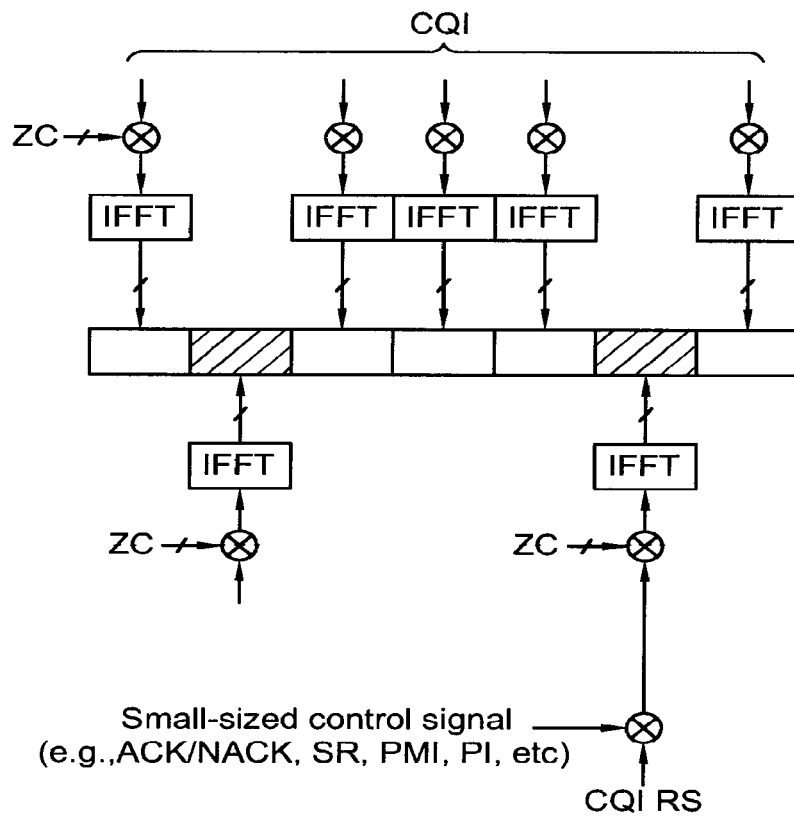 CQI
ZC
IFFT IFFT IFFT IFFT IFFT
IFFT IFFT
ZC ZC
Small-sized control signal
(e.g.,ACK/NACK, SR, PMI, PI, etc)
CQI RS